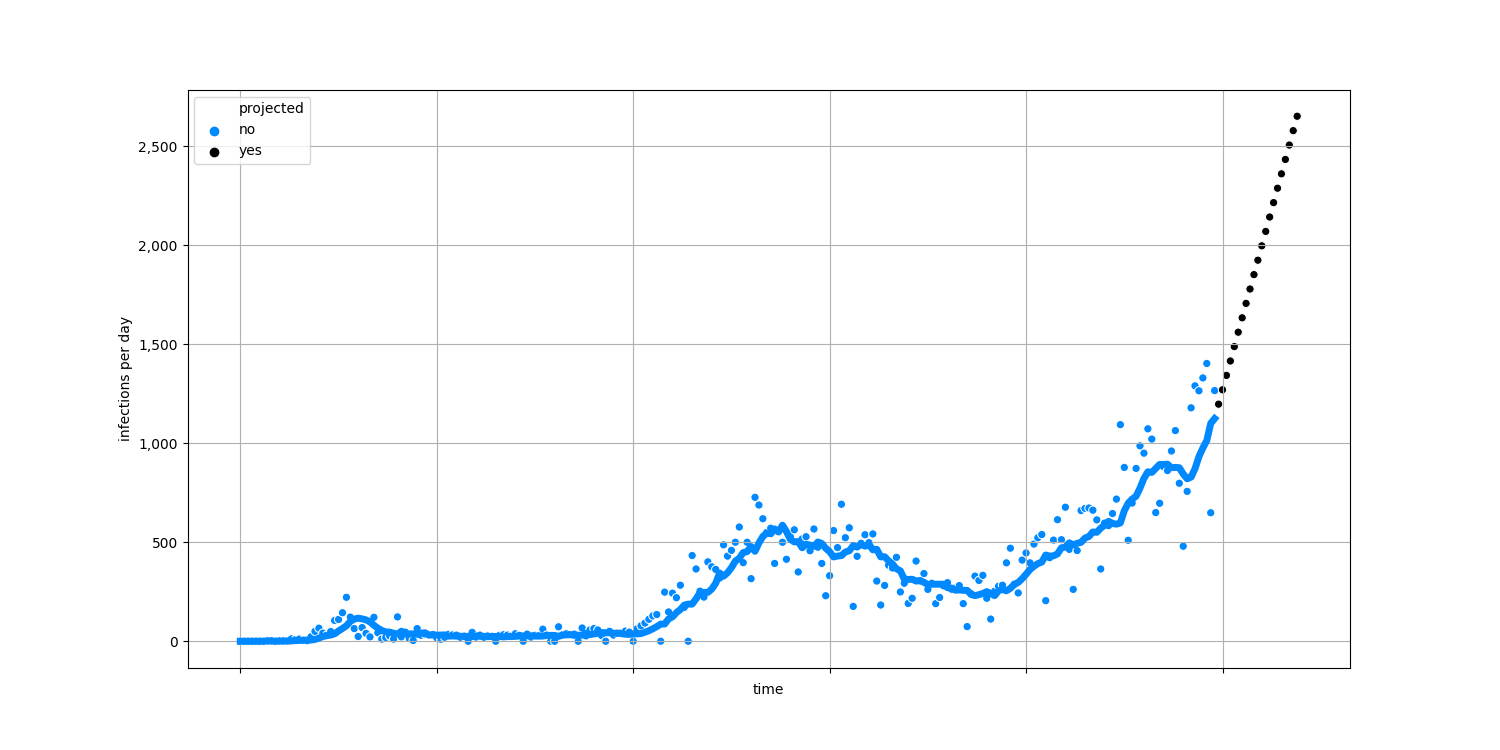 projected
no
yes
2,500
2,000
1,500
1,000
500
0
infections per day
time